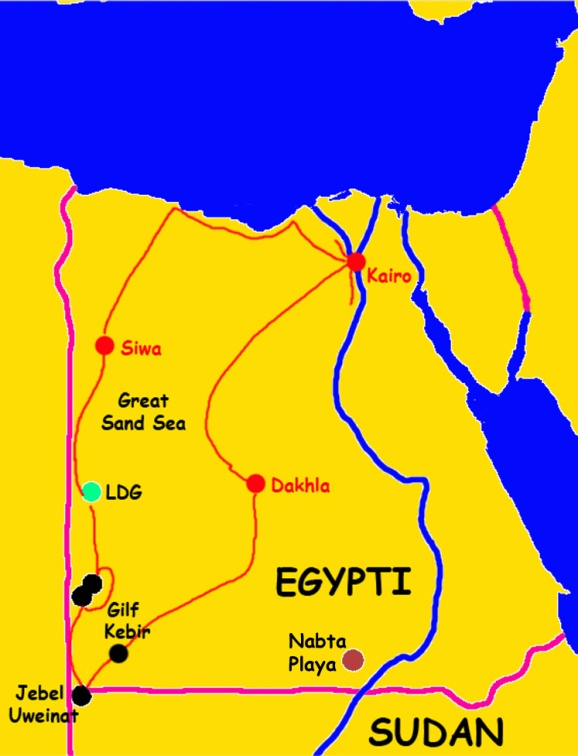 Kairo
Siwa
Great
Sand Sea
LDG
Dakhla
EGYPTI
Gilf
Kebir
Nabta
Playa
Jebel
Uweinat
SUDAN